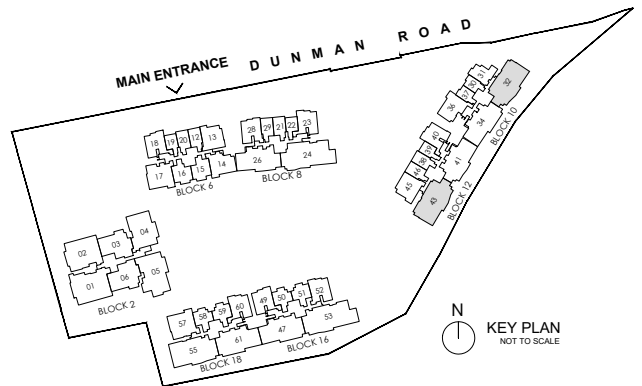 DUNMAN ROAD
MAIN ENTRANCE
18 19 20 12 13
17 16 15 14
BLOCK 6
28 29 21 22 23
26 24
BLOCK 8
31 32
30
37
36 34
BLOCK 10
40
39 41
38
46
45 43
BLOCK 12
02 03 04
01 06 05
BLOCK 2
57 58 59 60
55 61
BLOCK 18
49 50 51 52
47 53
BLOCK 16
N
KEY PLAN
NOT TO SCALE